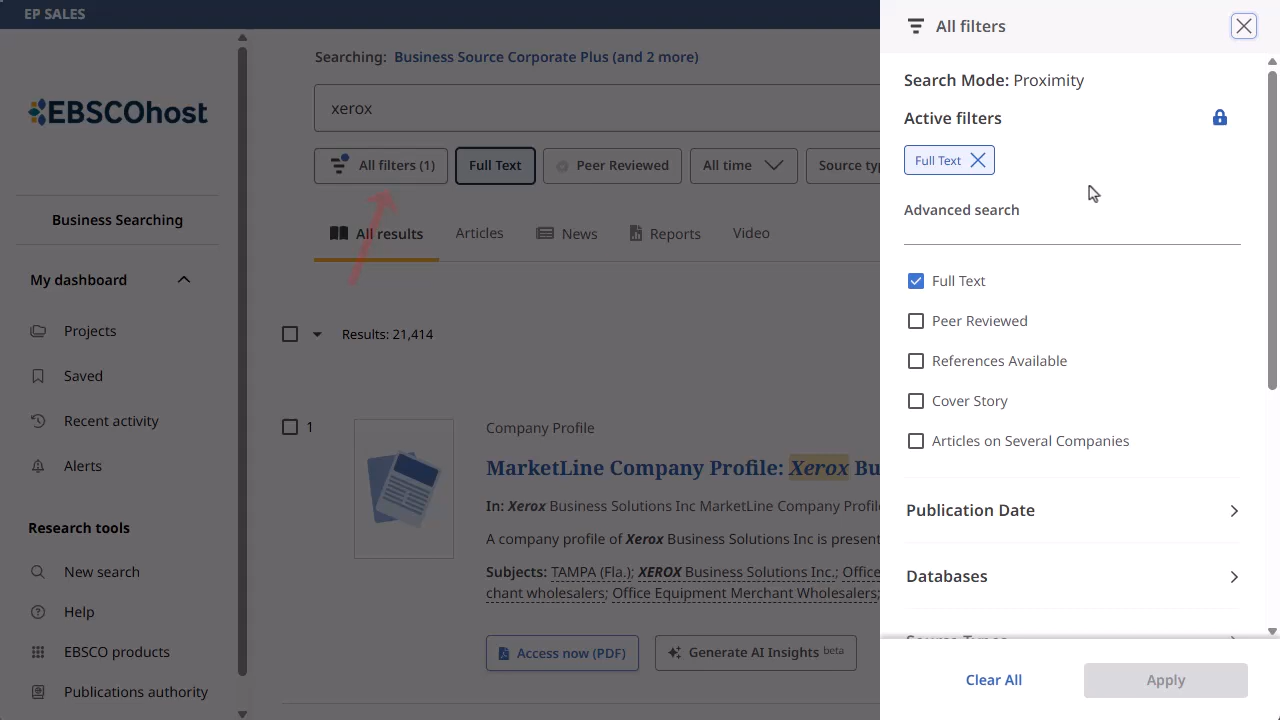 EP SALES
EBSCOhost
Business Searching
My dashboard
Projects
Saved
Recent activity
Alerts
Research tools
New search
Help
EBSCO products
Publications authority
Searching: Business Source Corporate Plus (and 2 more)
xerox
All filters (1)
Full Text
Peer Reviewed
All time
Source typ
All results
Articles
News
Reports
Video
Results: 21,414
1
Company Profile
MarketLine Company Profile: Xerox Bu
In: Xerox Business Solutions Inc MarketLine Company Profile
A company profile of Xerox Business Solutions Inc is present
Subjects: TAMPA (Fla.); XEROX Business Solutions Inc.; Office
chant wholesalers; Office Equipment Merchant Wholesalers;
Access now (PDF)
Generate AI Insights beta
All filters
Search Mode: Proximity
Active filters
Full Text
Advanced search
Full Text
Peer Reviewed
References Available
Cover Story
Articles on Several Companies
Publication Date
Databases
Source Types
Clear All
Apply